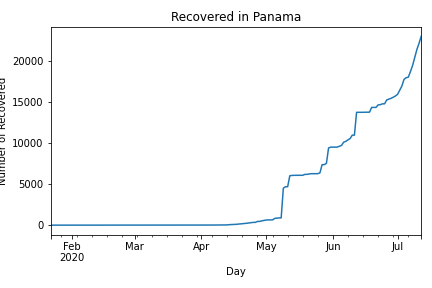 Recovered in Panama
Number of Recovered
20000
15000
10000
5000
0
Feb Mar Apr May Jun Jul
2020
Day